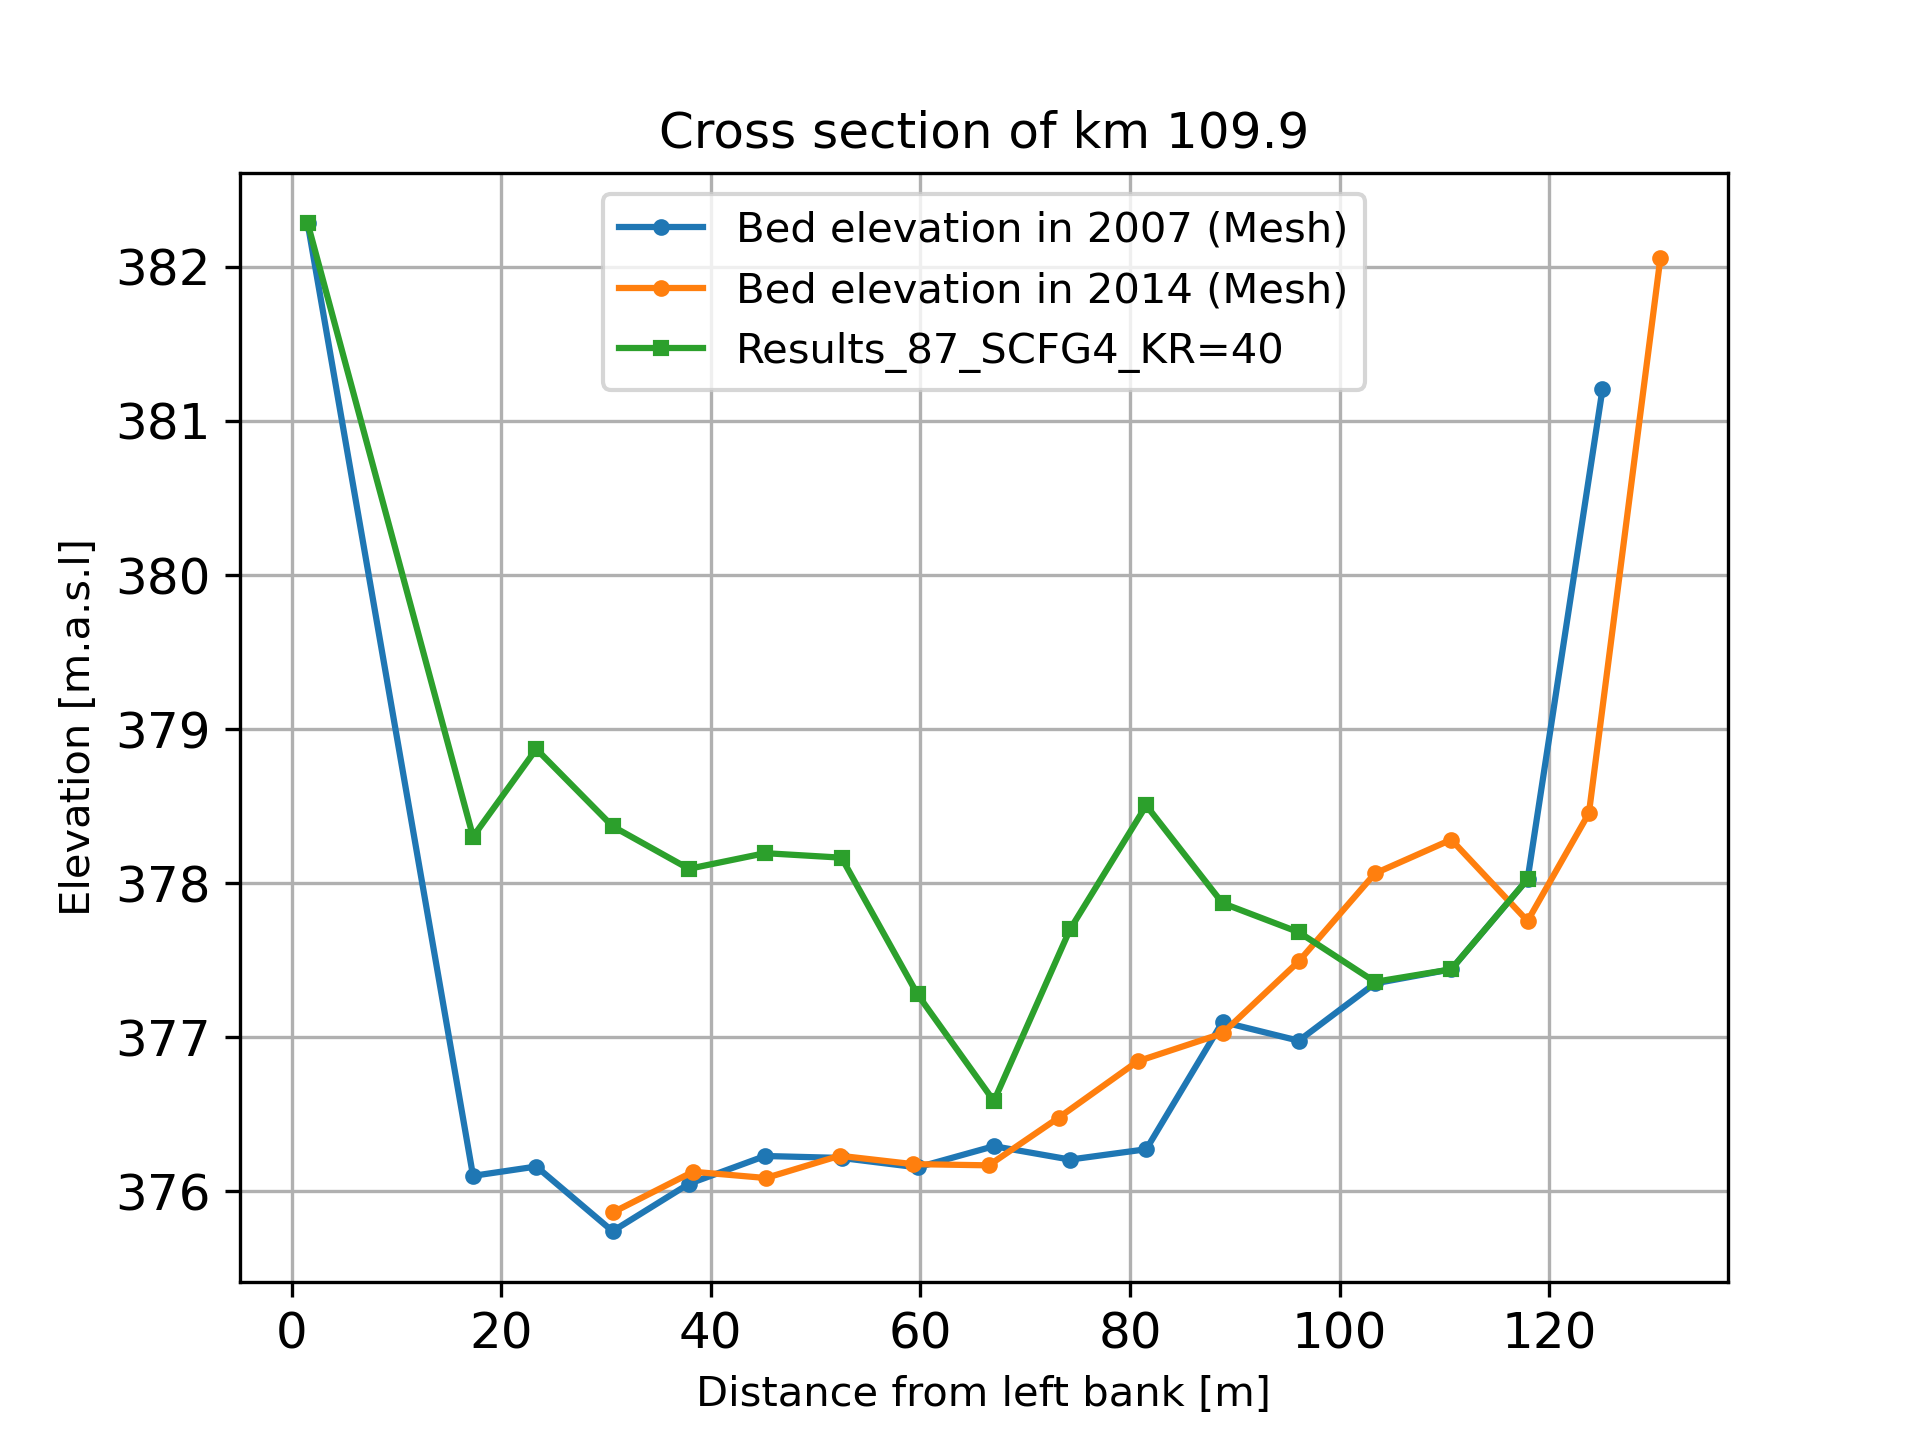 Cross section of km 109.9
Bed elevation in 2007 (Mesh)
Bed elevation in 2014 (Mesh)
Results_87_SCFG4_KR=40
382
381
380
379
378
377
376
Elevation [m.a.s.l]
0 20 40 60 80 100 120
Distance from left bank [m]